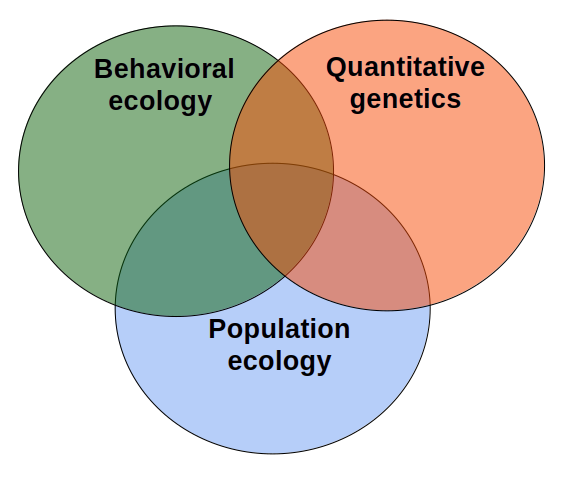 Behavioral
ecology
Quantitative
genetics
Population
ecology